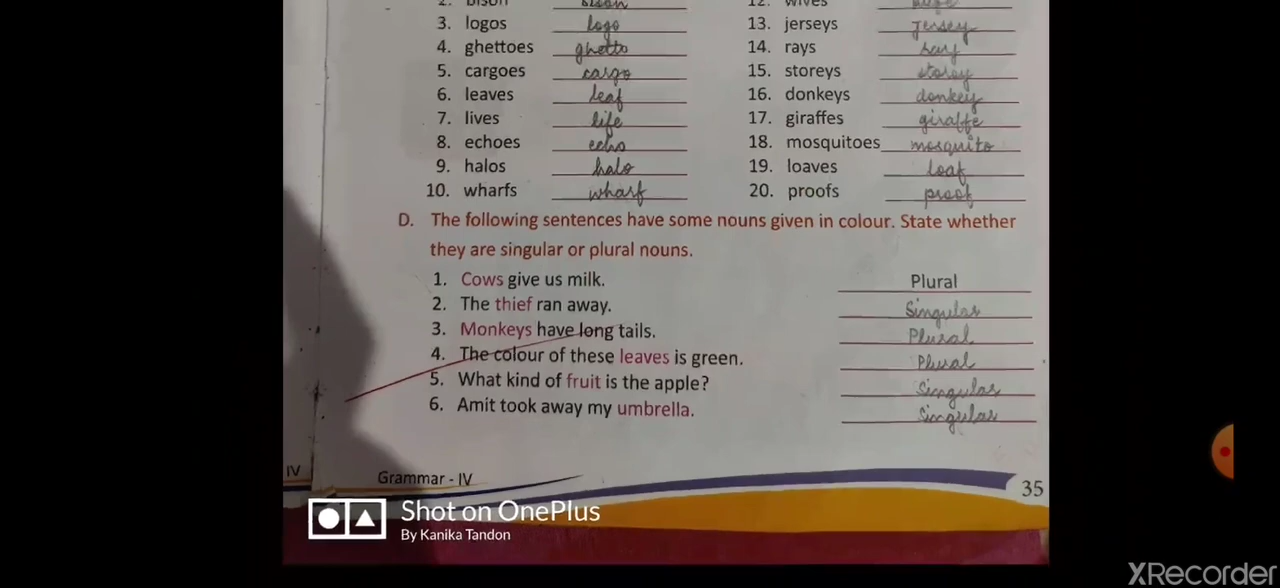 2. bison bison 12. wives
3. logos logo 13. jerseys jersey
4. ghettoes ghetto 14. rays ray
5. cargoes cargo 15. storeys storey
6. leaves leaf 16. donkeys donkey
7. lives life 17. giraffes giraffe
8. echoes echo 18. mosquitoes mosquito
9. halos halo 19. loaves loaf
10. wharfs wharf 20. proofs proof
D. The following sentences have some nouns given in colour. State whether
they are singular or plural nouns.
1. Cows give us milk. Plural
2. The thief ran away. Singular
3. Monkeys have long tails. Plural
4. The colour of these leaves is green. Plural
5. What kind of fruit is the apple? Singular
6. Amit took away my umbrella. Singular
IV
Grammar - IV
35
Shot on OnePlus
By Kanika Tandon
XRecorder